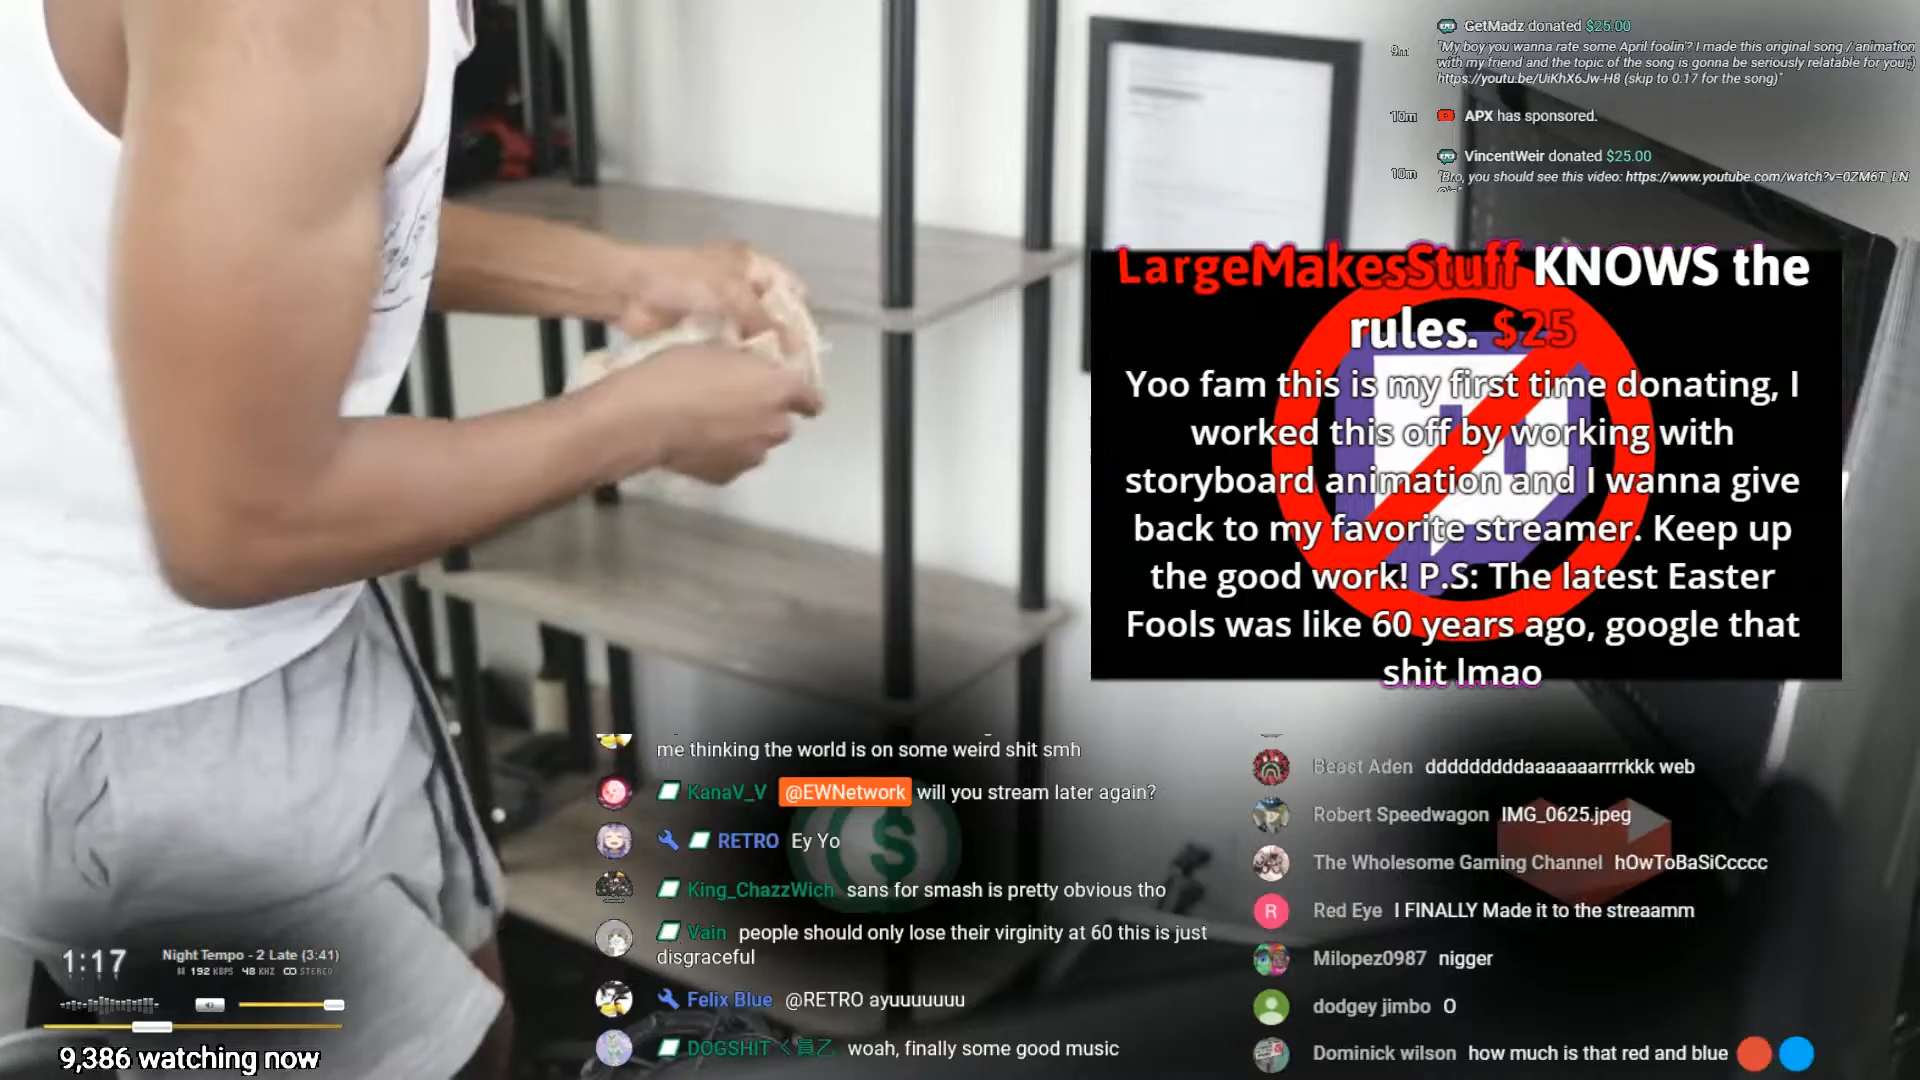 GetMadz donated $25.00
9m
"My boy you wanna rate some April foolin'? I made this original song / animation
with my friend and the topic of the song is gonna be seriously relatable for you ;)
https://youtu.be/UiKhX6Jw-H8 (skip to 0.17 for the song)"
10m APX has sponsored.
VincentWeir donated $25.00
10m "Bro, you should see this video: https://www.youtube.com/watch?v=0ZM6T_LN
LargeMakesStuff KNOWS the
rules. $25
Yoo fam this is my first time donating, I
worked this off by working with
storyboard animation and I wanna give
back to my favorite streamer. Keep up
the good work! P.S: The latest Easter
Fools was like 60 years ago, google that
shit lmao
me thinking the world is on some weird shit smh
KanaV_V @EWNetwork will you stream later again?
RETRO Ey Yo
King_ChazzWich sans for smash is pretty obvious tho
Vain people should only lose their virginity at 60 this is just
disgraceful
Felix Blue @RETRO ayuuuuuuu
DOGSHIT く員乙 woah, finally some good music
Beast Aden dddddddddaaaaaaarrrrkkk web
Robert Speedwagon IMG_0625.jpeg
The Wholesome Gaming Channel hOwToBaSiCcccc
R Red Eye I FINALLY Made it to the streaamm
Milopez0987 nigger
dodgey jimbo O
Dominick wilson how much is that red and blue
1:17 Night Tempo - 2 Late (3:41)
192 KBPS 48 KHZ STEREO
9,386 watching now